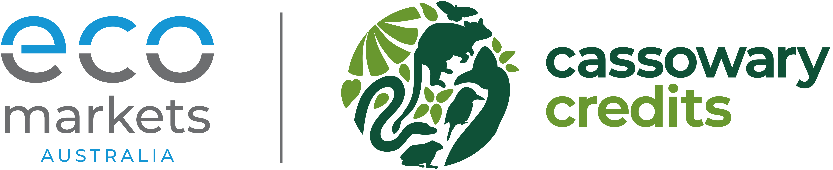 eco
markets
AUSTRALIA
cassowary
credits